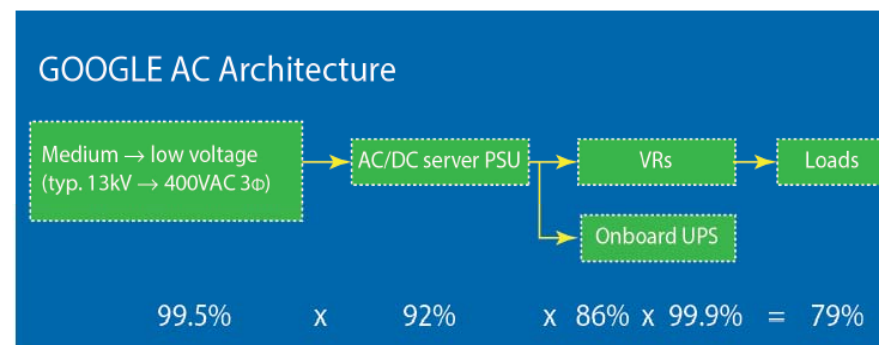 GOOGLE AC Architecture
Medium → low voltage
(typ. 13kV → 400VAC 3Φ)
AC/DC server PSU
VRs
Loads
Onboard UPS
99.5% x 92% x 86% x 99.9% = 79%